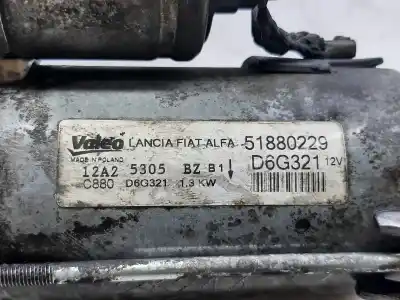 Valeo LANCIA FIAT-ALFA 51880229
MADE IN POLAND D6G321 12V
12A2 5305 BZ B1
C880 D6G321 1.3 KW